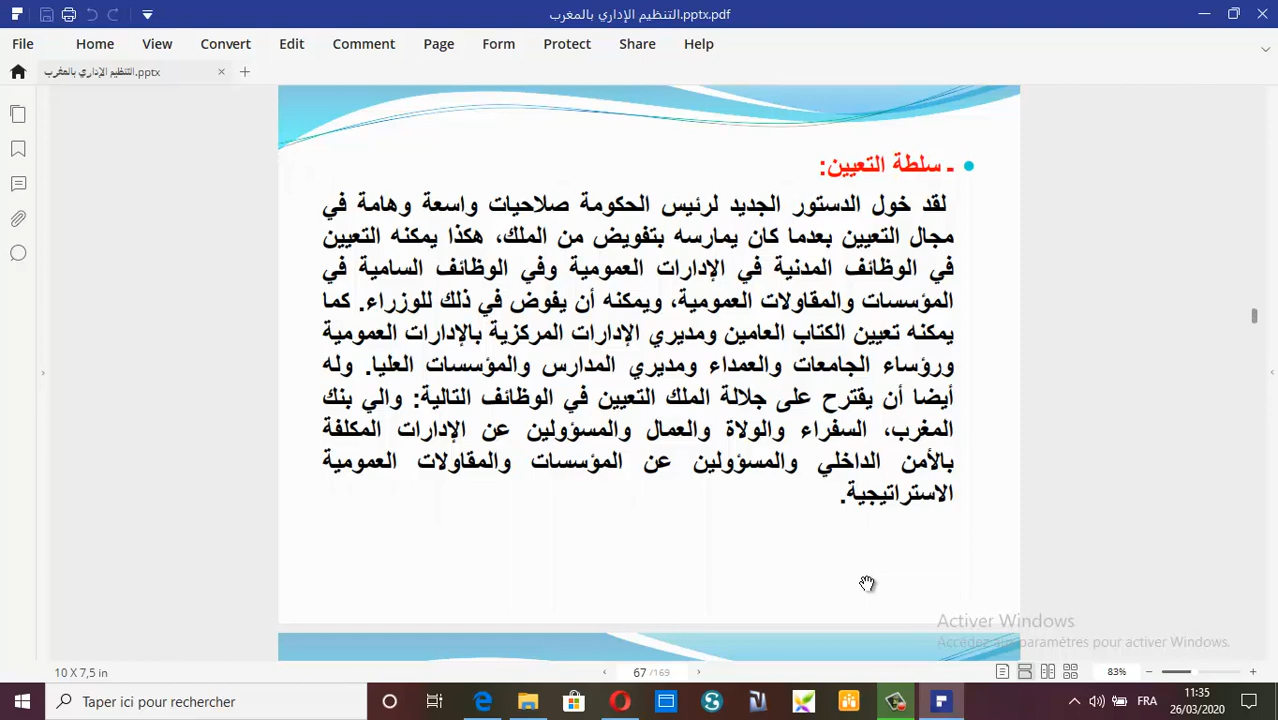 التنظيم الإداري بالمغرب.pptx.pdf
File Home View Convert Edit Comment Page Form Protect Share Help
التنظيم الإداري بالمغرب.pptx
ـ سلطة التعيين:
لقد خول الدستور الجديد لرئيس الحكومة صلاحيات واسعة وهامة في
مجال التعيين بعدما كان يمارسه بتفويض من الملك، هكذا يمكنه التعيين
في الوظائف المدنية في الإدارات العمومية وفي الوظائف السامية في
المؤسسات والمقاولات العمومية، ويمكنه أن يفوض في ذلك للوزراء. كما
يمكنه تعيين الكتاب العامين ومديري الإدارات المركزية بالإدارات العمومية
ورؤساء الجامعات والعمداء ومديري المدارس والمؤسسات العليا. وله
أيضا أن يقترح على جلالة الملك التعيين في الوظائف التالية: والي بنك
المغرب، السفراء والولاة والعمال والمسؤولين عن الإدارات المكلفة
بالأمن الداخلي والمسؤولين عن المؤسسات والمقاولات العمومية
الاستراتيجية.
Activer Windows
Accédez aux paramètres pour activer Windows.
10 X 7,5 in 67 /169 83%
Taper ici pour rechercher FRA 11:35
26/03/2020